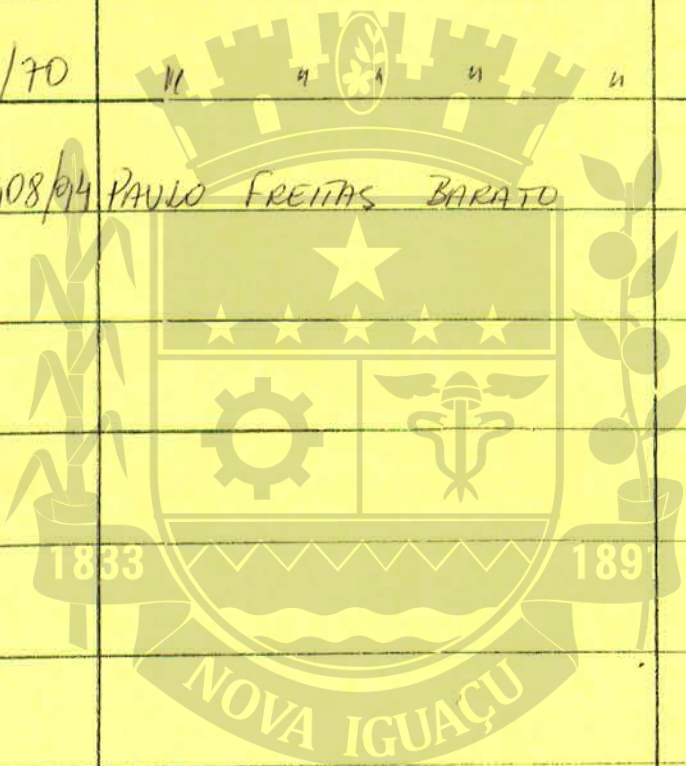 /70 " " " " "
08/94 PAULO FREITAS BARATO
1833 1891
NOVA IGUAÇU